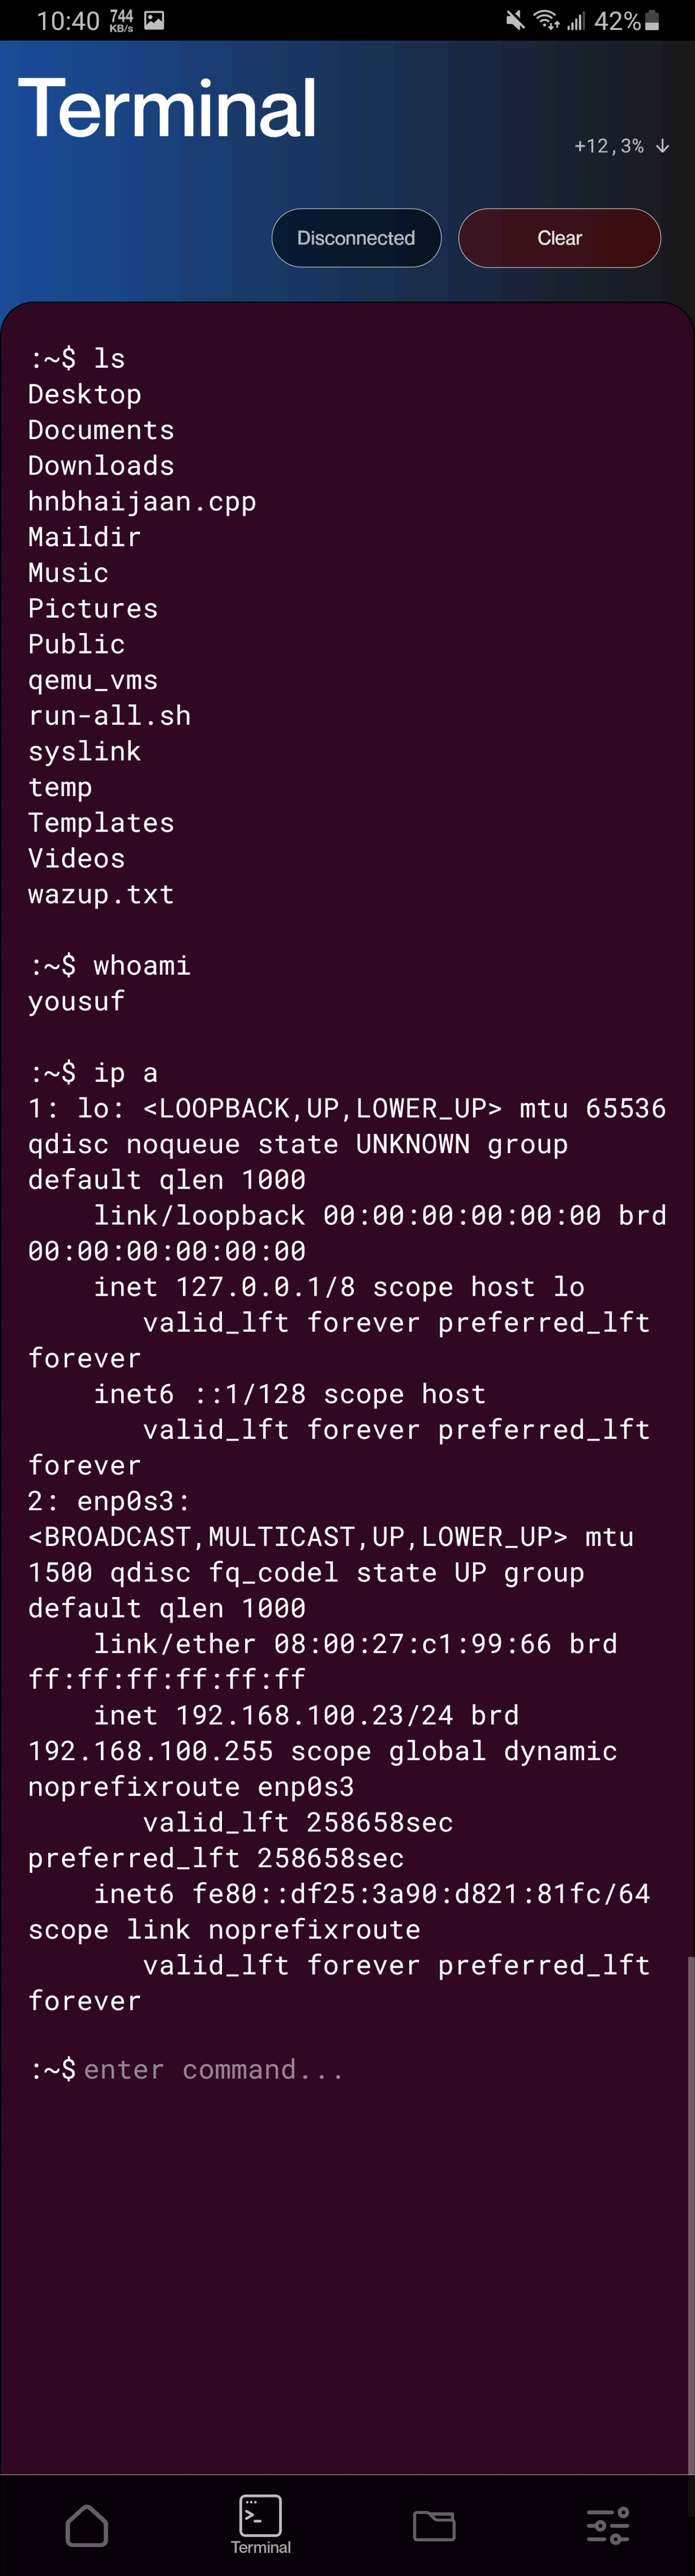 10:40 744 KB/s 42%
Terminal
+12,3% ↓
Disconnected Clear
:~$ ls
Desktop
Documents
Downloads
hnbhaijaan.cpp
Maildir
Music
Pictures
Public
qemu_vms
run-all.sh
syslink
temp
Templates
Videos
wazup.txt
:~$ whoami
yousuf
:~$ ip a
1: lo: <LOOPBACK,UP,LOWER_UP> mtu 65536
qdisc noqueue state UNKNOWN group
default qlen 1000
link/loopback 00:00:00:00:00:00 brd
00:00:00:00:00:00
inet 127.0.0.1/8 scope host lo
valid_lft forever preferred_lft
forever
inet6 ::1/128 scope host
valid_lft forever preferred_lft
forever
2: enp0s3:
<BROADCAST,MULTICAST,UP,LOWER_UP> mtu
1500 qdisc fq_codel state UP group
default qlen 1000
link/ether 08:00:27:c1:99:66 brd
ff:ff:ff:ff:ff:ff
inet 192.168.100.23/24 brd
192.168.100.255 scope global dynamic
noprefixroute enp0s3
valid_lft 258658sec
preferred_lft 258658sec
inet6 fe80::df25:3a90:d821:81fc/64
scope link noprefixroute
valid_lft forever preferred_lft
forever
:~$ enter command...
Terminal